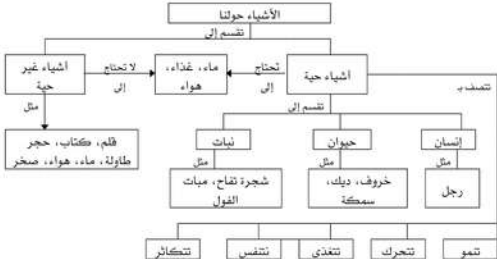 الأشياء حولنا
تقسم إلى
أشياء حية
تحتاج
إلى
ماء، غذاء،
هواء
لا تحتاج
إلى
أشياء غير
حية
تتصف بـ
مثل
قلم، كتاب، حجر
طاولة، ماء، هواء، صخر
تقسم إلى
إنسان
حيوان
نبات
مثل
مثل
مثل
رجل
خروف، ديك،
سمكة
شجرة تفاح، مبات
الفول
تنمو
تتحرك
تتغذى
تتنفس
تتكاثر